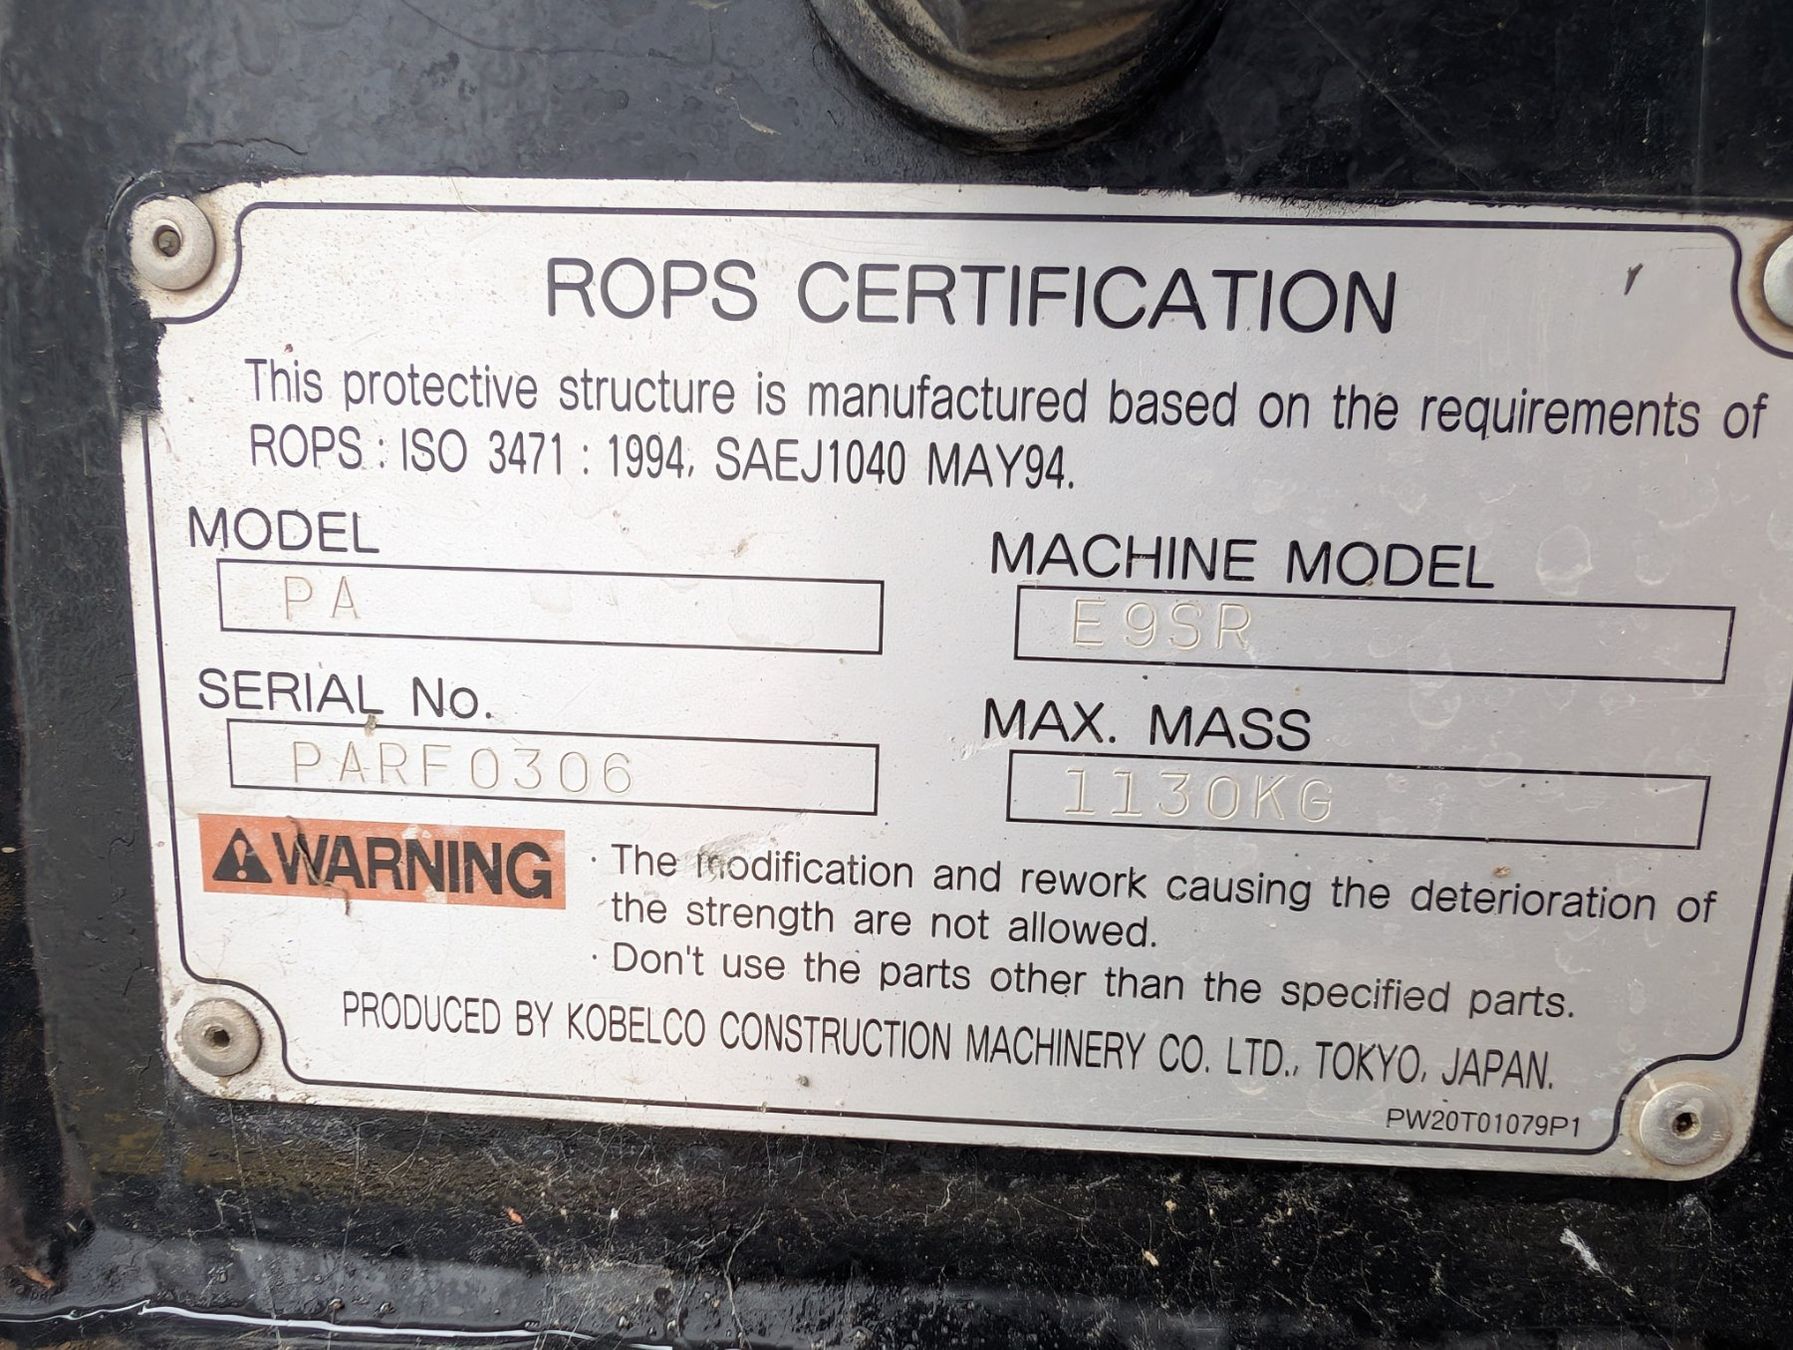 ROPS CERTIFICATION
This protective structure is manufactured based on the requirements of
ROPS : ISO 3471 : 1994, SAEJ1040 MAY94.
MODEL
PA
MACHINE MODEL
E9SR
SERIAL No.
PARF0306
MAX. MASS
1130KG
WARNING
· The modification and rework causing the deterioration of
the strength are not allowed.
· Don't use the parts other than the specified parts.
PRODUCED BY KOBELCO CONSTRUCTION MACHINERY CO. LTD., TOKYO, JAPAN.
PW20T01079P1